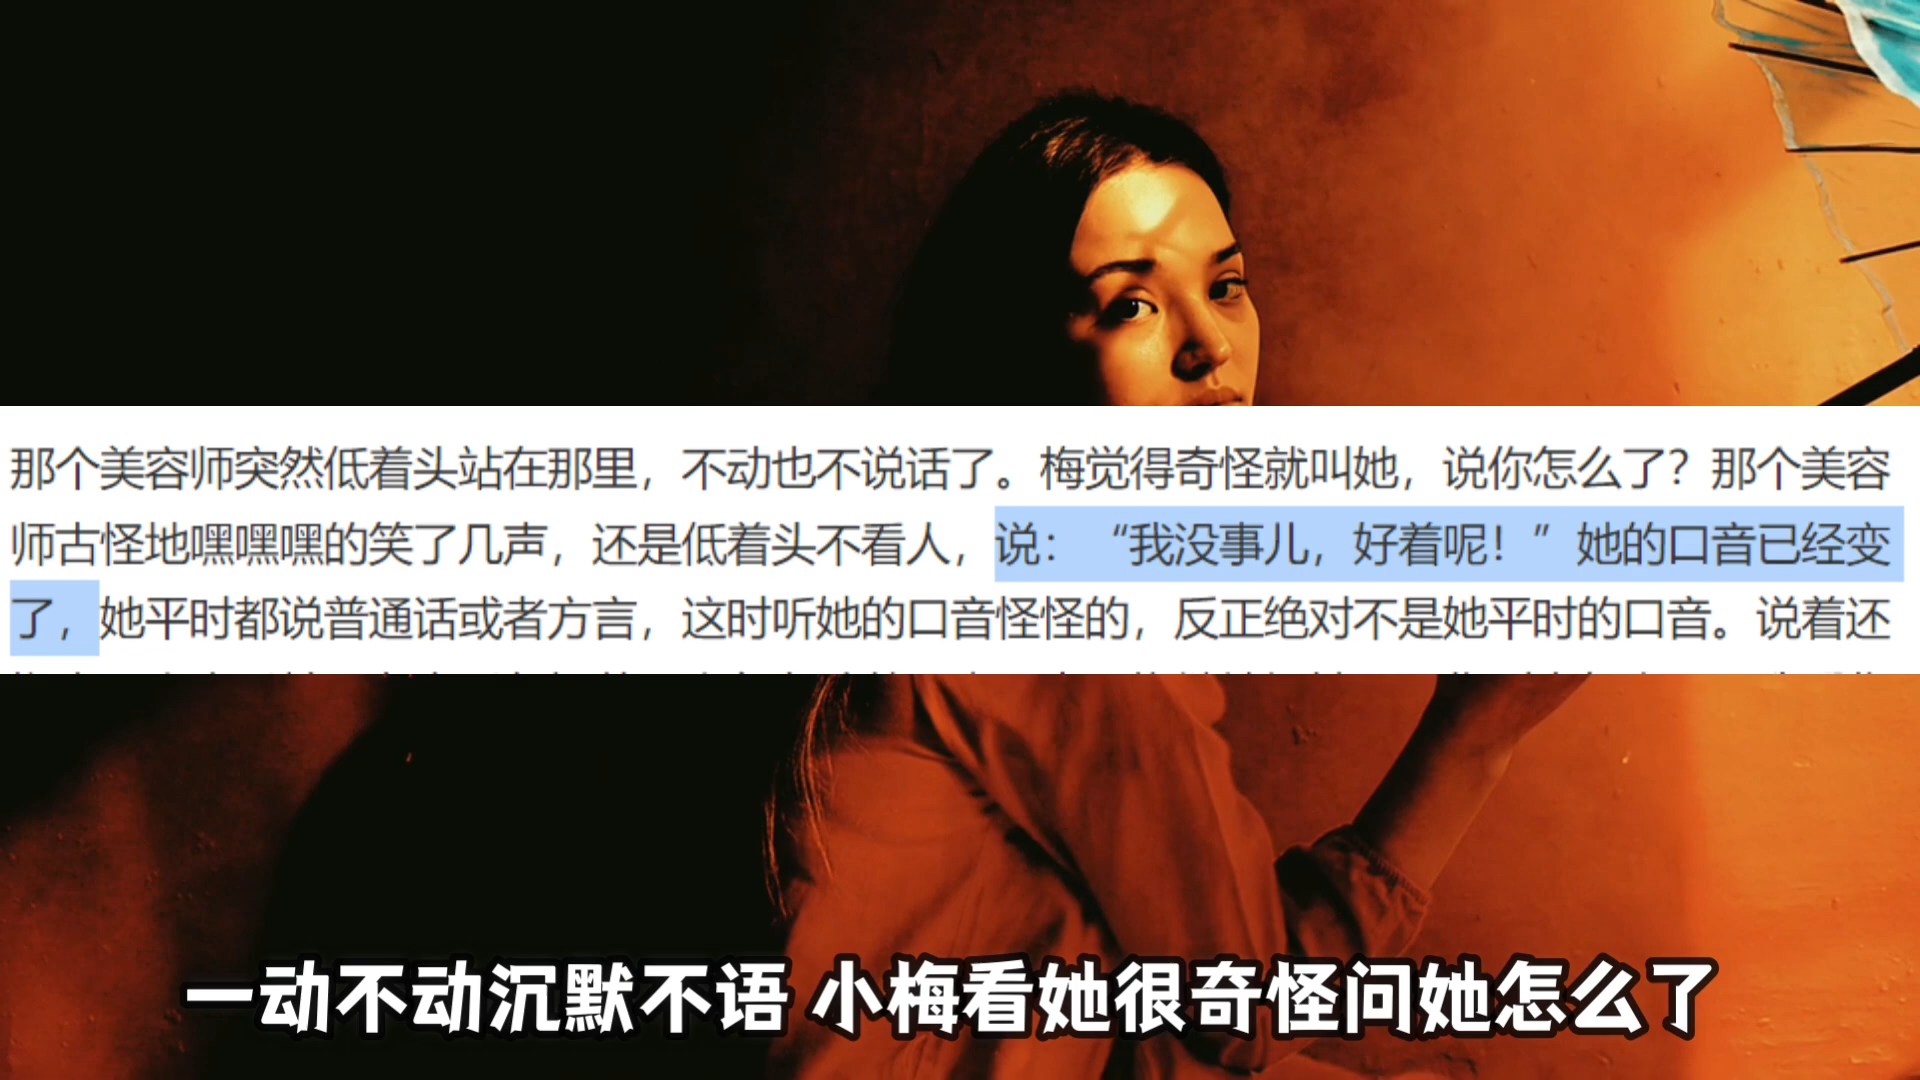 那个美容师突然低着头站在那里，不动也不说话了。梅觉得奇怪就叫她，说你怎么了？那个美容
师古怪地嘿嘿嘿的笑了几声，还是低着头不看人，说：“我没事儿，好着呢！”她的口音已经变
了，她平时都说普通话或者方言，这时听她的口音怪怪的，反正绝对不是她平时的口音。说着还
一动不动沉默不语 小梅看她很奇怪问她怎么了